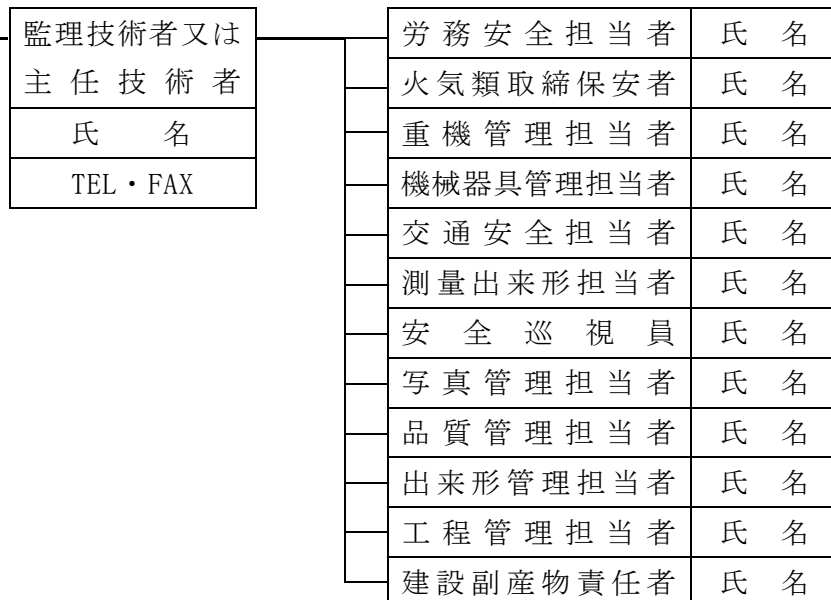 監理技術者又は
主任技術者
氏名
TEL・FAX
労務安全担当者 氏名
火気類取締保安者 氏名
重機管理担当者 氏名
機械器具管理担当者 氏名
交通安全担当者 氏名
測量出来形担当者 氏名
安全巡視員 氏名
写真管理担当者 氏名
品質管理担当者 氏名
出来形管理担当者 氏名
工程管理担当者 氏名
建設副産物責任者 氏名